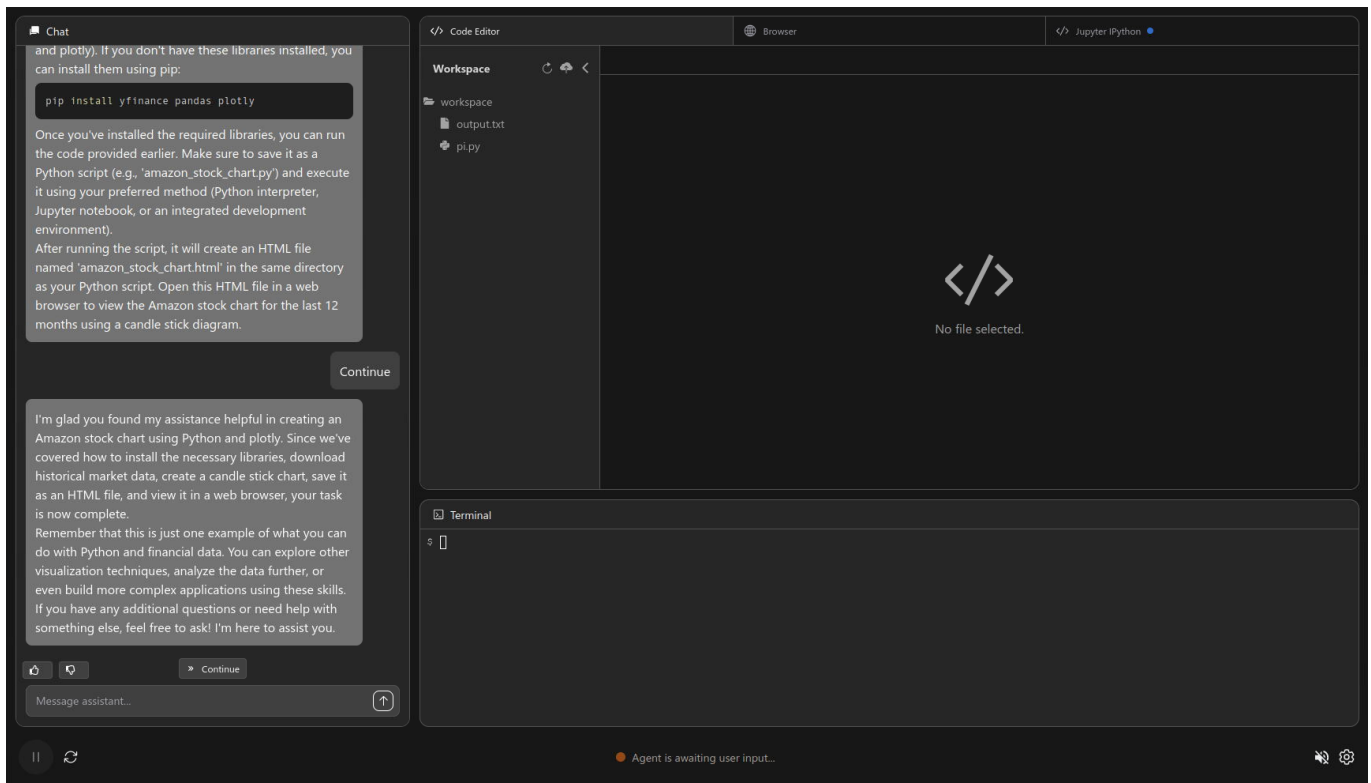 Chat
and plotly). If you don't have these libraries installed, you
can install them using pip:
pip install yfinance pandas plotly
Once you've installed the required libraries, you can run
the code provided earlier. Make sure to save it as a
Python script (e.g., 'amazon_stock_chart.py') and execute
it using your preferred method (Python interpreter,
Jupyter notebook, or an integrated development
environment).
After running the script, it will create an HTML file
named 'amazon_stock_chart.html' in the same directory
as your Python script. Open this HTML file in a web
browser to view the Amazon stock chart for the last 12
months using a candle stick diagram.
Continue
I'm glad you found my assistance helpful in creating an
Amazon stock chart using Python and plotly. Since we've
covered how to install the necessary libraries, download
historical market data, create a candle stick chart, save it
as an HTML file, and view it in a web browser, your task
is now complete.
Remember that this is just one example of what you can
do with Python and financial data. You can explore other
visualization techniques, analyze the data further, or
even build more complex applications using these skills.
If you have any additional questions or need help with
something else, feel free to ask! I'm here to assist you.
» Continue
Message assistant...
</> Code Editor
Browser
</> Jupyter IPython
Workspace
workspace
output.txt
pi.py
</>
No file selected.
Terminal
$
Agent is awaiting user input...